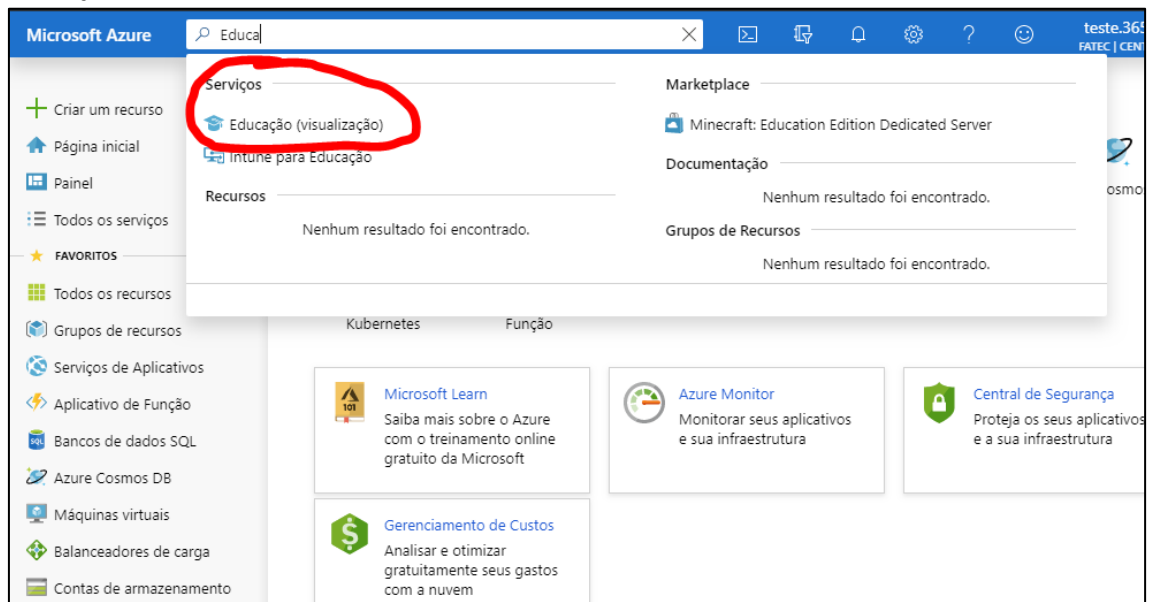 Microsoft Azure
Educa
teste.365
FATEC | CEN
Criar um recurso
Página inicial
Painel
Todos os serviços
FAVORITOS
Todos os recursos
Grupos de recursos
Serviços de Aplicativos
Aplicativo de Função
Bancos de dados SQL
Azure Cosmos DB
Máquinas virtuais
Balanceadores de carga
Contas de armazenamento
Serviços
Educação (visualização)
Intune para Educação
Recursos
Nenhum resultado foi encontrado.
Marketplace
Minecraft: Education Edition Dedicated Server
Documentação
Nenhum resultado foi encontrado.
Grupos de Recursos
Nenhum resultado foi encontrado.
osmo
Kubernetes
Função
101
Microsoft Learn
Saiba mais sobre o Azure
com o treinamento online
gratuito da Microsoft
Azure Monitor
Monitorar seus aplicativos
e sua infraestrutura
Central de Segurança
Proteja os seus aplicativos
e a sua infraestrutura
Gerenciamento de Custos
Analisar e otimizar
gratuitamente seus gastos
com a nuvem